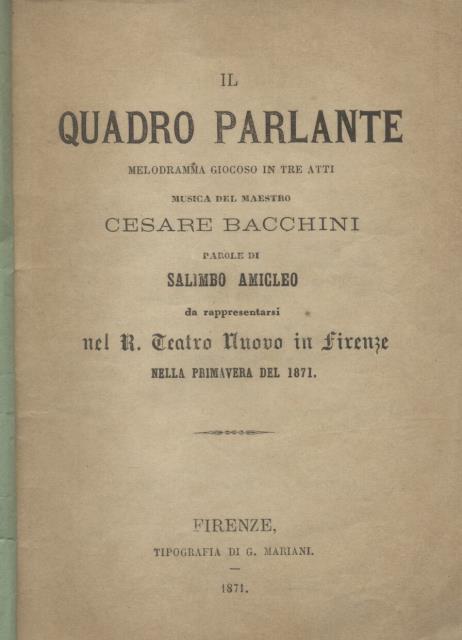 IL
QUADRO PARLANTE
MELODRAMMA GIOCOSO IN TRE ATTI
MUSICA DEL MAESTRO
CESARE BACCHINI
PAROLE DI
SALIMBO AMICLEO
da rappresentarsi
nel R. Teatro Nuovo in Firenze
NELLA PRIMAVERA DEL 1871.
FIRENZE,
TIPOGRAFIA DI G. MARIANI.
1871.